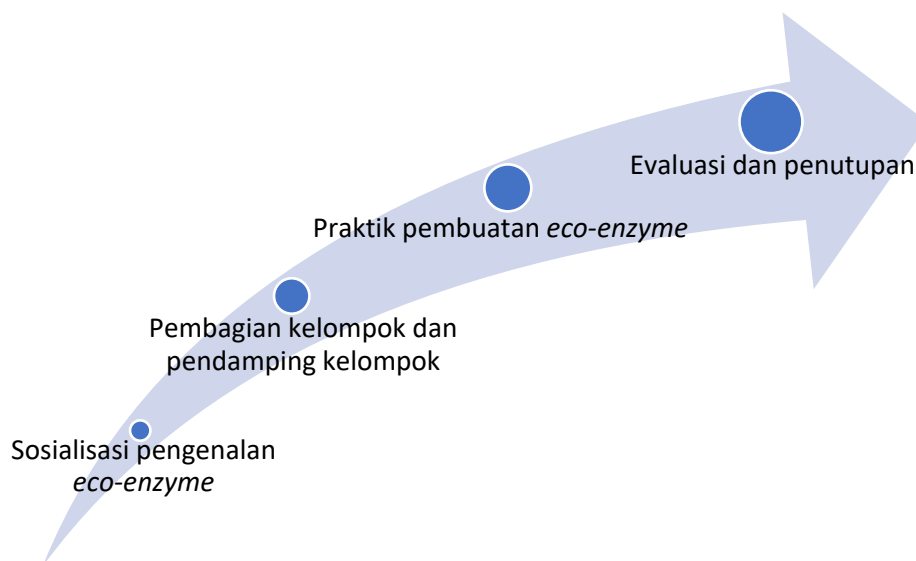 Evaluasi dan penutupan
Praktik pembuatan eco-enzyme
Pembagian kelompok dan
pendamping kelompok
Sosialisasi pengenalan
eco-enzyme